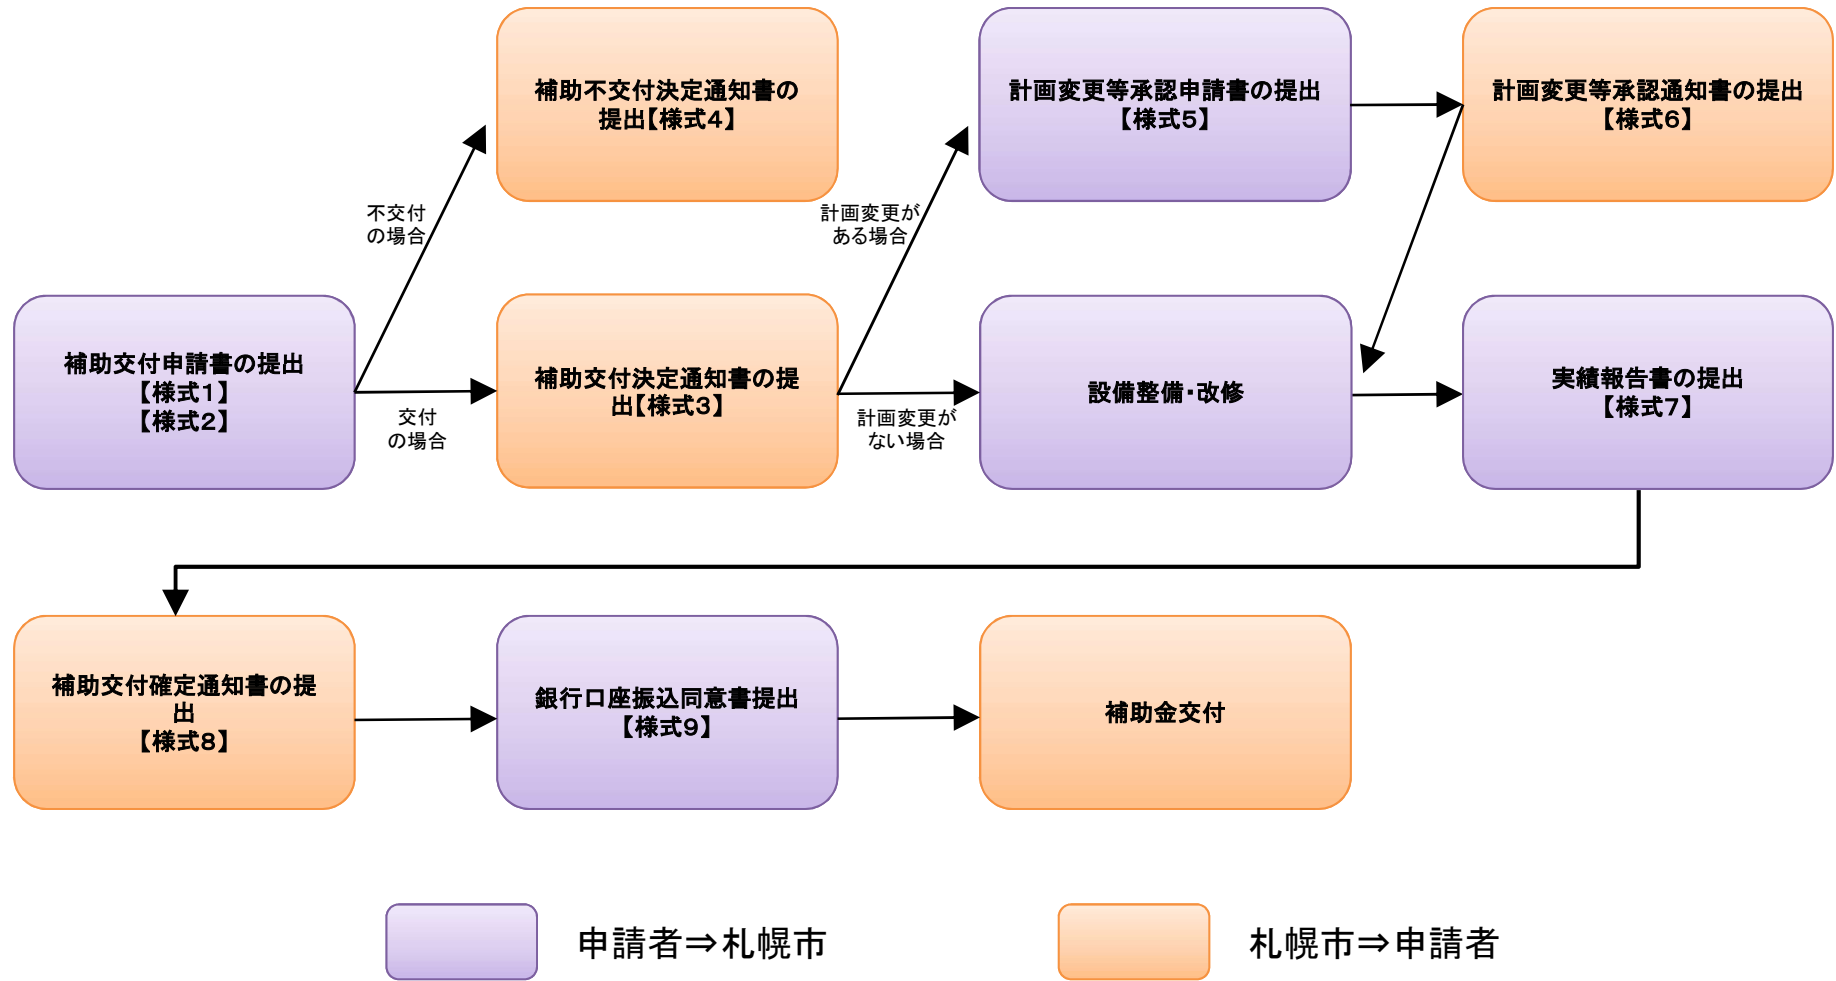 補助不交付決定通知書の
提出【様式4】
計画変更等承認申請書の提出
【様式5】
計画変更等承認通知書の提出
【様式6】
不交付
の場合
計画変更が
ある場合
補助交付申請書の提出
【様式1】
【様式2】
交付
の場合
補助交付決定通知書の提
出【様式3】
計画変更が
ない場合
設備整備・改修
実績報告書の提出
【様式7】
補助交付確定通知書の提
出
【様式8】
銀行口座振込同意書提出
【様式9】
補助金交付
申請者⇒札幌市
札幌市⇒申請者